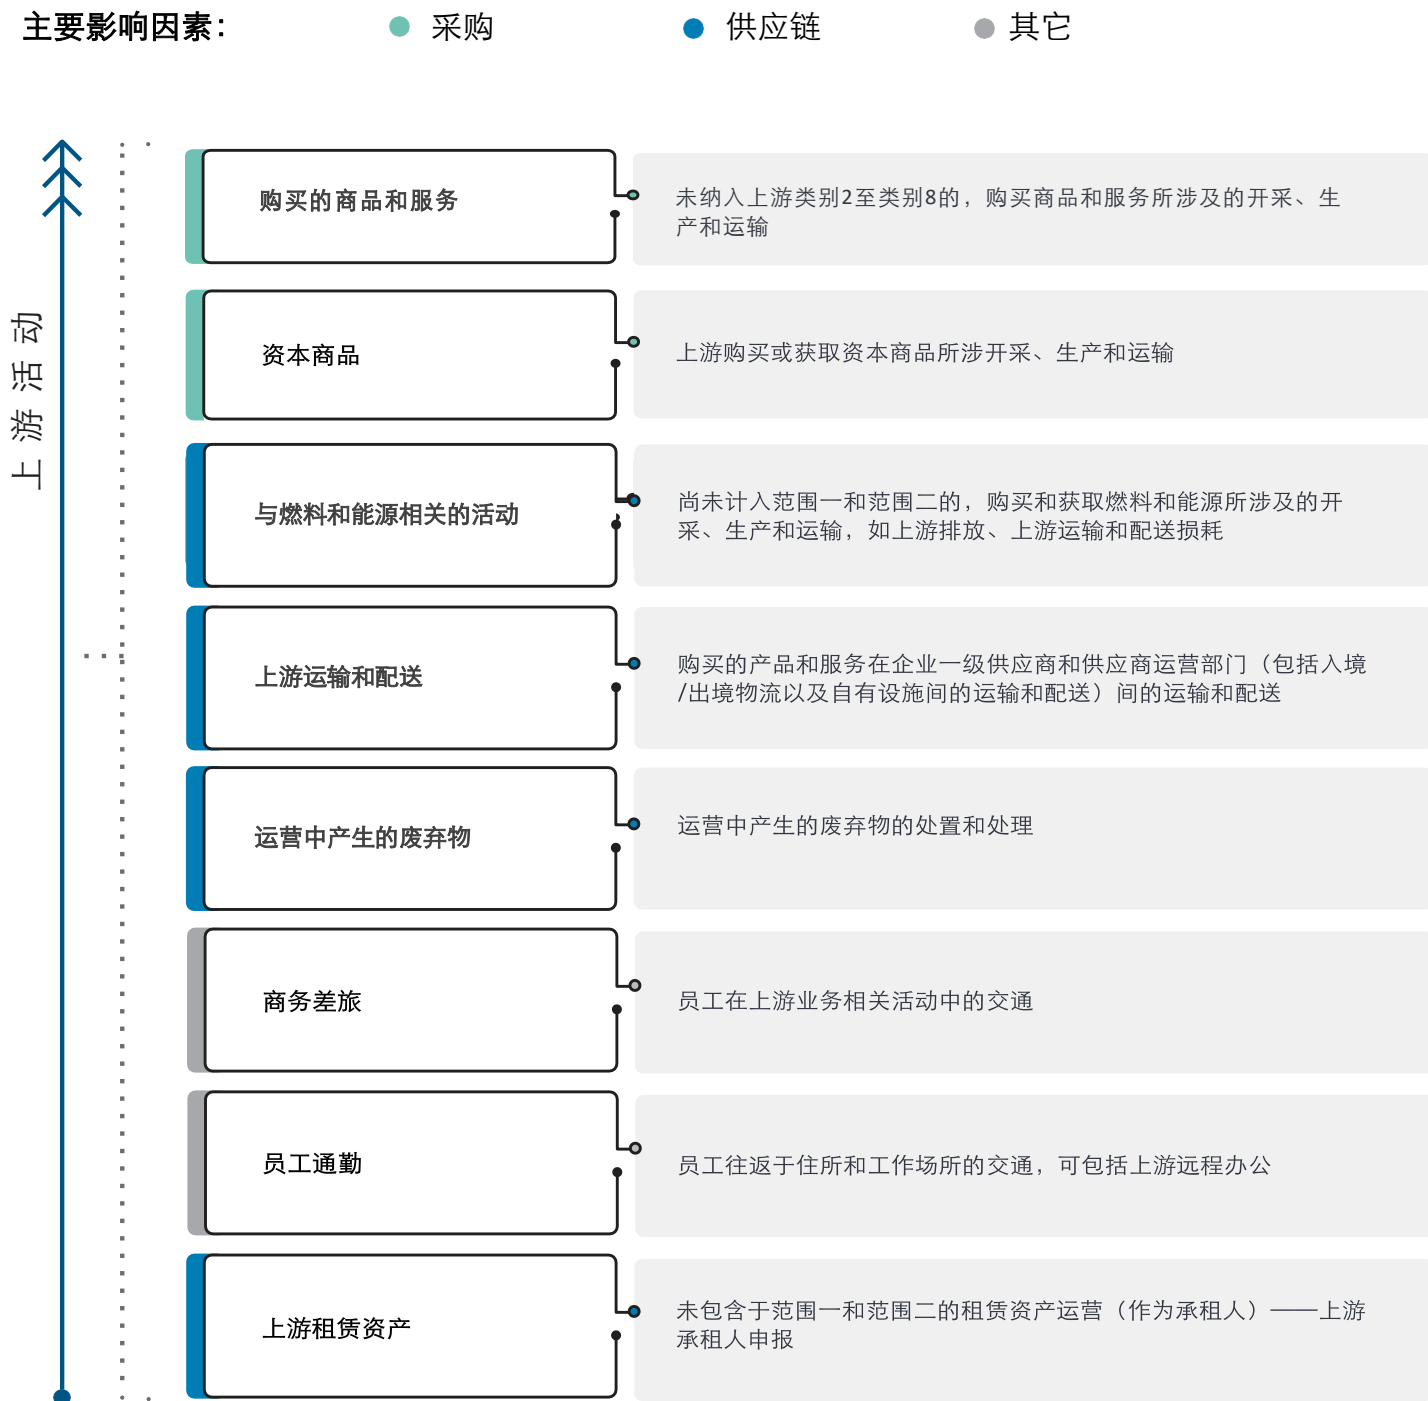 主要影响因素：
采购
供应链
其它
上游活动
购买的商品和服务
未纳入上游类别2至类别8的，购买商品和服务所涉及的开采、生
产和运输
资本商品
上游购买或获取资本商品所涉开采、生产和运输
与燃料和能源相关的活动
尚未计入范围一和范围二的，购买和获取燃料和能源所涉及的开
采、生产和运输，如上游排放、上游运输和配送损耗
上游运输和配送
购买的产品和服务在企业一级供应商和供应商运营部门（包括入境
/出境物流以及自有设施间的运输和配送）间的运输和配送
运营中产生的废弃物
运营中产生的废弃物的处置和处理
商务差旅
员工在上游业务相关活动中的交通
员工通勤
员工往返于住所和工作场所的交通，可包括上游远程办公
上游租赁资产
未包含于范围一和范围二的租赁资产运营（作为承租人）——上游
承租人申报